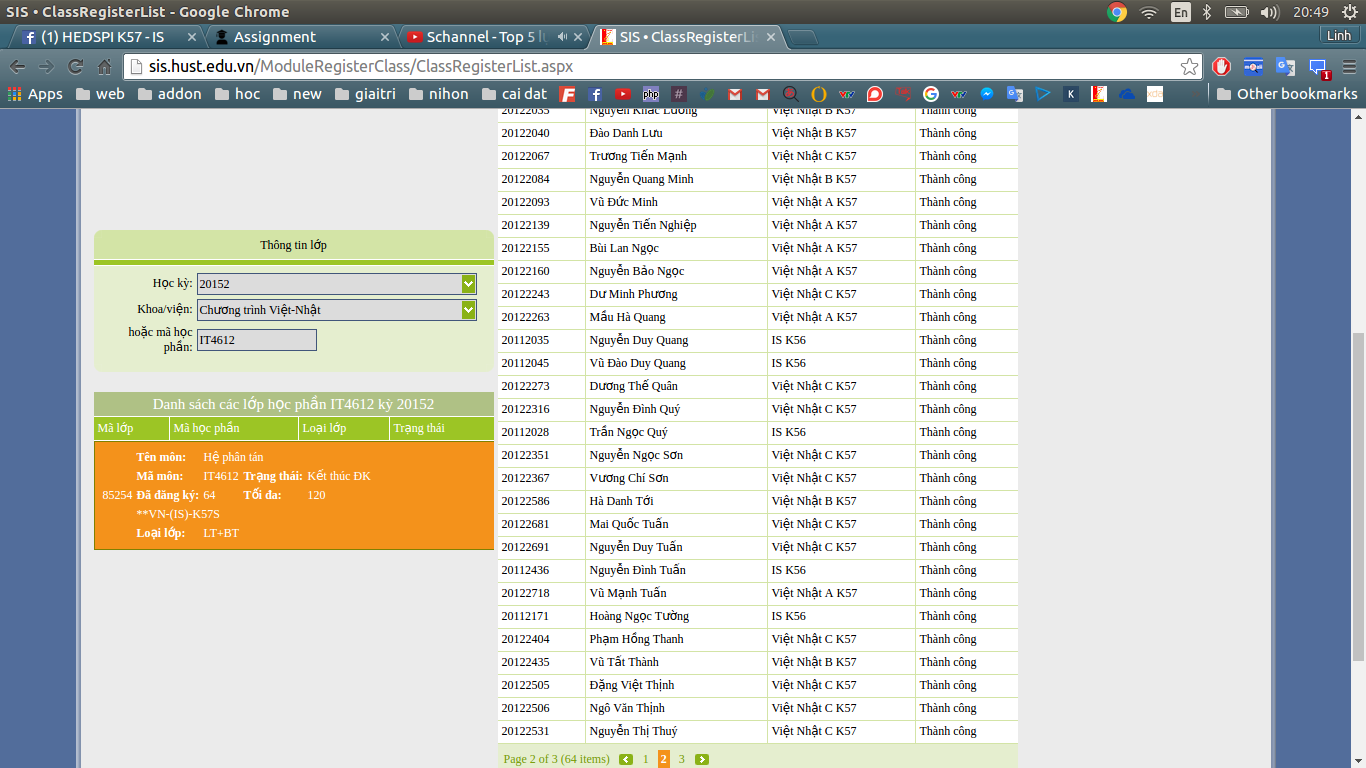 SIS • ClassRegisterList - Google Chrome
En
20:49
(1) HEDSPI K57 - IS
Assignment
Schannel - Top 5 l
SIS • ClassRegisterLi
Linh
sis.hust.edu.vn/ModuleRegisterClass/ClassRegisterList.aspx
1
Apps
web
addon
hoc
new
giaitri
nihon
cai dat
php
#
K
Other bookmarks
20122035 Nguyễn Khắc Lương Việt Nhật B K57 Thành công
20122040 Đào Danh Lưu Việt Nhật B K57 Thành công
20122067 Trương Tiến Mạnh Việt Nhật C K57 Thành công
20122084 Nguyễn Quang Minh Việt Nhật B K57 Thành công
20122093 Vũ Đức Minh Việt Nhật A K57 Thành công
20122139 Nguyễn Tiến Nghiệp Việt Nhật A K57 Thành công
20122155 Bùi Lan Ngọc Việt Nhật A K57 Thành công
20122160 Nguyễn Bảo Ngọc Việt Nhật A K57 Thành công
20122243 Dư Minh Phương Việt Nhật C K57 Thành công
20122263 Mầu Hà Quang Việt Nhật A K57 Thành công
20112035 Nguyễn Duy Quang IS K56 Thành công
20112045 Vũ Đào Duy Quang IS K56 Thành công
20122273 Dương Thế Quân Việt Nhật C K57 Thành công
20122316 Nguyễn Đình Quý Việt Nhật C K57 Thành công
20112028 Trần Ngọc Quý IS K56 Thành công
20122351 Nguyễn Ngọc Sơn Việt Nhật C K57 Thành công
20122367 Vương Chí Sơn Việt Nhật C K57 Thành công
20122586 Hà Danh Tới Việt Nhật B K57 Thành công
20122681 Mai Quốc Tuấn Việt Nhật C K57 Thành công
20122691 Nguyễn Duy Tuấn Việt Nhật C K57 Thành công
20112436 Nguyễn Đình Tuấn IS K56 Thành công
20122718 Vũ Mạnh Tuấn Việt Nhật A K57 Thành công
20112171 Hoàng Ngọc Tường IS K56 Thành công
20122404 Phạm Hồng Thanh Việt Nhật C K57 Thành công
20122435 Vũ Tất Thành Việt Nhật B K57 Thành công
20122505 Đặng Việt Thịnh Việt Nhật C K57 Thành công
20122506 Ngô Văn Thịnh Việt Nhật C K57 Thành công
20122531 Nguyễn Thị Thuý Việt Nhật C K57 Thành công
Page 2 of 3 (64 items) 1 2 3
Thông tin lớp
Học kỳ: 20152
Khoa/viện: Chương trình Việt-Nhật
hoặc mã học
phần: IT4612
Danh sách các lớp học phần IT4612 kỳ 20152
Mã lớp Mã học phần Loại lớp Trạng thái
Tên môn: Hệ phân tán
Mã môn: IT4612 Trạng thái: Kết thúc ĐK
85254 Đã đăng ký: 64 Tối đa: 120
**VN-(IS)-K57S
Loại lớp: LT+BT